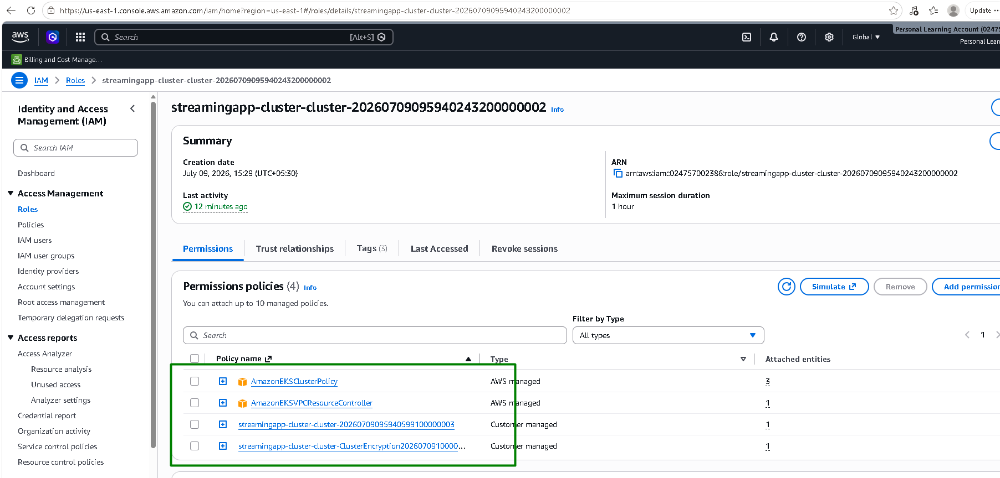 https://us-east-1.console.aws.amazon.com/iam/home?region=us-east-1#/roles/details/streamingapp-cluster-cluster-20260709095940243200000002
Update
aws
Search
[Alt+S]
Global
Personal Learning Account (02475
Personal Lear
Billing and Cost Manage...
IAM
Roles
streamingapp-cluster-cluster-20260709095940243200000002
Identity and Access
Management (IAM)
Search IAM
Dashboard
Access Management
Roles
Policies
IAM users
IAM user groups
Identity providers
Account settings
Root access management
Temporary delegation requests
Access reports
Access Analyzer
Resource analysis
Unused access
Analyzer settings
Credential report
Organization activity
Service control policies
Resource control policies
streamingapp-cluster-cluster-20260709095940243200000002 Info
Summary
Creation date
July 09, 2026, 15:29 (UTC+05:30)
Last activity
12 minutes ago
ARN
arn:aws:iam::024757002386:role/streamingapp-cluster-cluster-20260709095940243200000002
Maximum session duration
1 hour
Permissions
Trust relationships
Tags (3)
Last Accessed
Revoke sessions
Permissions policies (4) Info
You can attach up to 10 managed policies.
Simulate
Remove
Add permission
Filter by Type
Search
All types
1
Policy name
Type
Attached entities
AmazonEKSClusterPolicy AWS managed 3
AmazonEKSVPCResourceController AWS managed 1
streamingapp-cluster-cluster-20260709095940599100000003 Customer managed 1
streamingapp-cluster-cluster-ClusterEncryption2026070910000... Customer managed 1